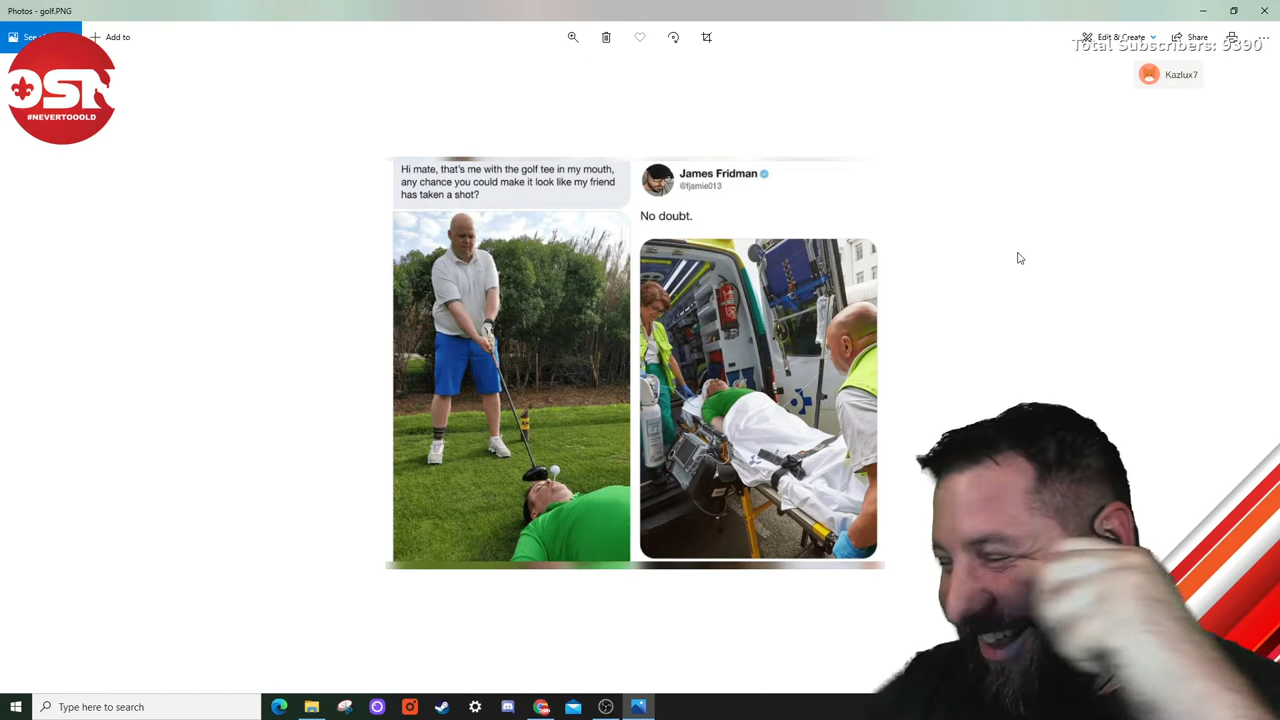 Photos - golf.PNG
Add to
Edit & Create
Share
Total Subscribers: 9390
Kazlux7
OSN
#NEVERTOOOLD
Hi mate, that's me with the golf tee in my mouth,
any chance you could make it look like my friend
has taken a shot?
James Fridman
@fjamie013
No doubt.
Type here to search